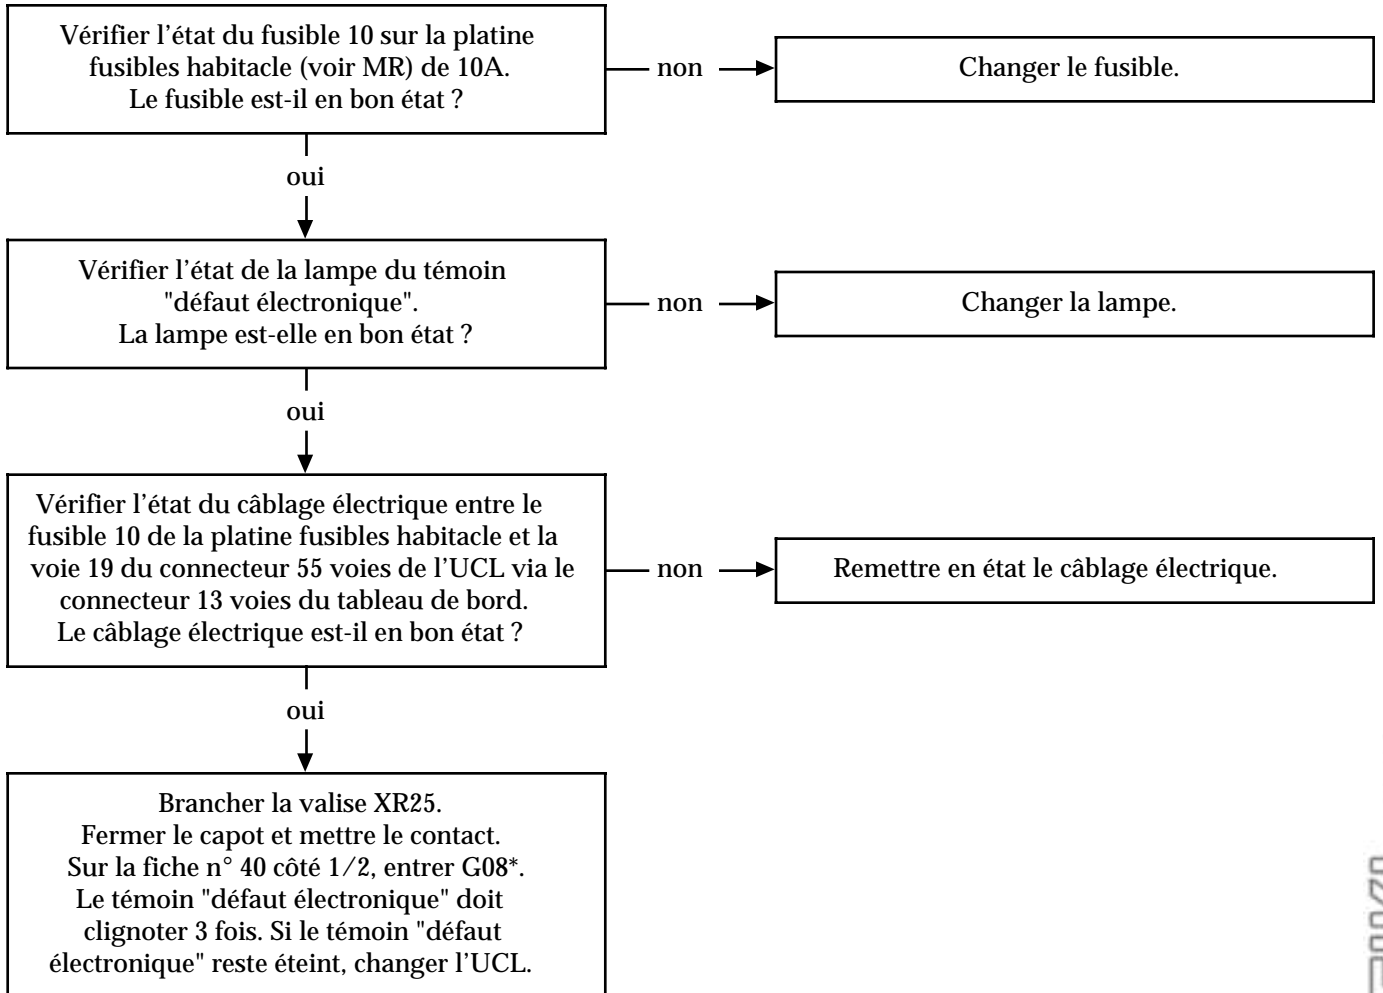 Vérifier l'état du fusible 10 sur la platine
fusibles habitacle (voir MR) de 10A.
Le fusible est-il en bon état ?
non
Changer le fusible.
oui
Vérifier l'état de la lampe du témoin
"défaut électronique".
La lampe est-elle en bon état ?
non
Changer la lampe.
oui
Vérifier l'état du câblage électrique entre le
fusible 10 de la platine fusibles habitacle et la
voie 19 du connecteur 55 voies de l'UCL via le
connecteur 13 voies du tableau de bord.
Le câblage électrique est-il en bon état ?
non
Remettre en état le câblage électrique.
oui
Brancher la valise XR25.
Fermer le capot et mettre le contact.
Sur la fiche n° 40 côté 1/2, entrer G08*.
Le témoin "défaut électronique" doit
clignoter 3 fois. Si le témoin "défaut
électronique" reste éteint, changer l'UCL.